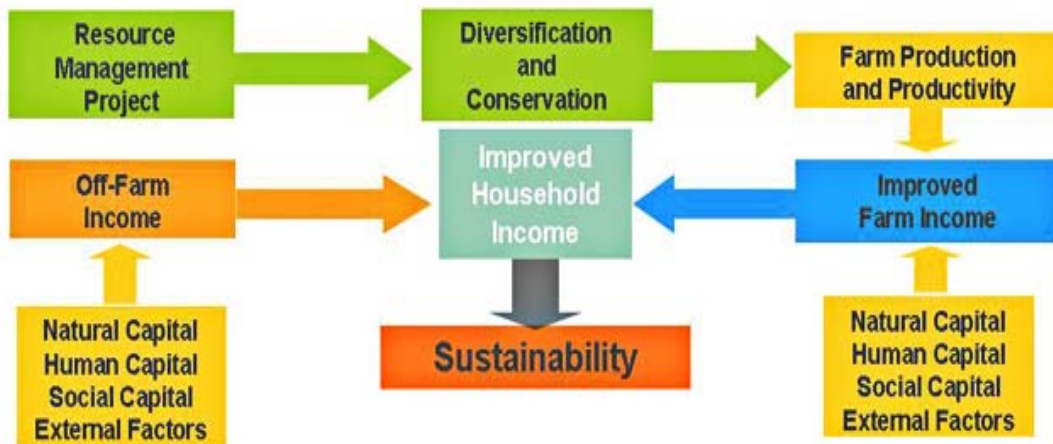 Resource
Management
Project
Diversification
and
Conservation
Farm Production
and Productivity
Off-Farm
Income
Improved
Household
Income
Improved
Farm Income
Natural Capital
Human Capital
Social Capital
External Factors
Sustainability
Natural Capital
Human Capital
Social Capital
External Factors